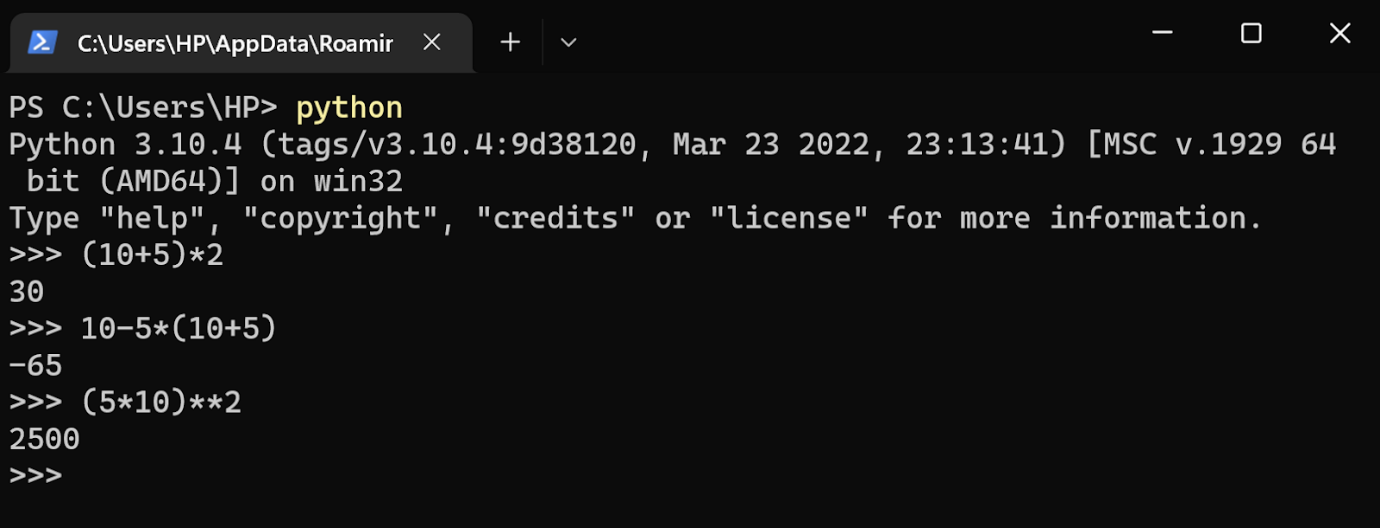 C:\Users\HP\AppData\Roamir
PS C:\Users\HP> python
Python 3.10.4 (tags/v3.10.4:9d38120, Mar 23 2022, 23:13:41) [MSC v.1929 64
 bit (AMD64)] on win32
Type "help", "copyright", "credits" or "license" for more information.
>>> (10+5)*2
30
>>> 10-5*(10+5)
-65
>>> (5*10)**2
2500
>>>